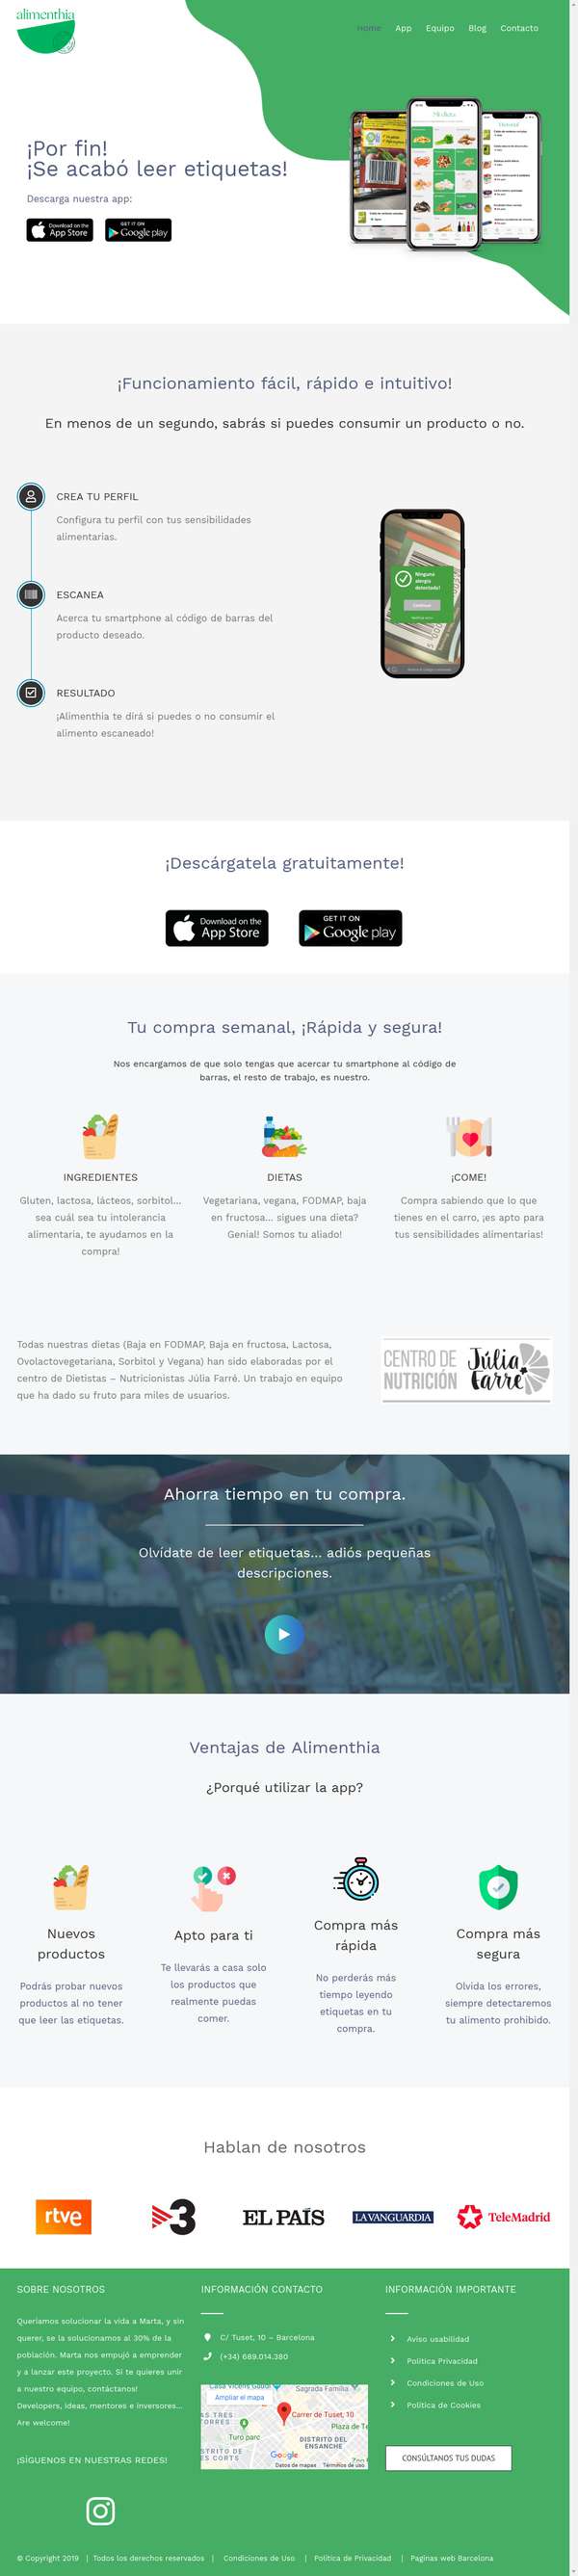 alimenthia
Home App Equipo Blog Contacto
¡Por fin!
¡Se acabó leer etiquetas!
Descarga nuestra app:
Download on the App Store
GET IT ON Google play
¡Funcionamiento fácil, rápido e intuitivo!
En menos de un segundo, sabrás si puedes consumir un producto o no.
CREA TU PERFIL
Configura tu perfil con tus sensibilidades
alimentarias.
ESCANEA
Acerca tu smartphone al código de barras del
producto deseado.
RESULTADO
¡Alimenthia te dirá si puedes o no consumir el
alimento escaneado!
Ninguna
alergia
detectada!
Continuar
¡Descárgatela gratuitamente!
Download on the App Store
GET IT ON Google play
Tu compra semanal, ¡Rápida y segura!
Nos encargamos de que solo tengas que acercar tu smartphone al código de
barras, el resto de trabajo, es nuestro.
INGREDIENTES
Gluten, lactosa, lácteos, sorbitol...
sea cuál sea tu intolerancia
alimentaria, te ayudamos en la
compra!
DIETAS
Vegetariana, vegana, FODMAP, baja
en fructosa... sigues una dieta?
Genial! Somos tu aliado!
¡COME!
Compra sabiendo que lo que
tienes en el carro, ¡es apto para
tus sensibilidades alimentarias!
Todas nuestras dietas (Baja en FODMAP, Baja en fructosa, Lactosa,
Ovolactovegetariana, Sorbitol y Vegana) han sido elaboradas por el
centro de Dietistas – Nutricionistas Júlia Farré. Un trabajo en equipo
que ha dado su fruto para miles de usuarios.
CENTRO DE
NUTRICIÓN
Júlia
Farré
Ahorra tiempo en tu compra.
Olvídate de leer etiquetas... adiós pequeñas
descripciones.
Ventajas de Alimenthia
¿Porqué utilizar la app?
Nuevos
productos
Podrás probar nuevos
productos al no tener
que leer las etiquetas.
Apto para ti
Te llevarás a casa solo
los productos que
realmente puedas
comer.
Compra más
rápida
No perderás más
tiempo leyendo
etiquetas en tu
compra.
Compra más
segura
Olvida los errores,
siempre detectaremos
tu alimento prohibido.
Hablan de nosotros
rtve
3
EL PAÍS
LA VANGUARDIA
TeleMadrid
SOBRE NOSOTROS
Queríamos solucionar la vida a Marta, y sin
querer, se la solucionamos al 30% de la
población. Marta nos empujó a emprender
y a lanzar este proyecto. Si te quieres unir
a nuestro equipo, contáctanos!
Developers, ideas, mentores e inversores...
Are welcome!
¡SÍGUENOS EN NUESTRAS REDES!
INFORMACIÓN CONTACTO
C/ Tuset, 10 – Barcelona
(+34) 689.014.380
Casa Vicens Gaudí
Sagrada Família
Ampliar el mapa
Carrer de Tuset, 10
Plaza de
Turo parc
DISTRITO DEL
ENSANCHE
Google
Datos de mapas Términos de uso
INFORMACIÓN IMPORTANTE
Aviso usabilidad
Política Privacidad
Condiciones de Uso
Política de Cookies
CONSÚLTANOS TUS DUDAS
© Copyright 2019 | Todos los derechos reservados | Condiciones de Uso | Política de Privacidad | Paginas web Barcelona